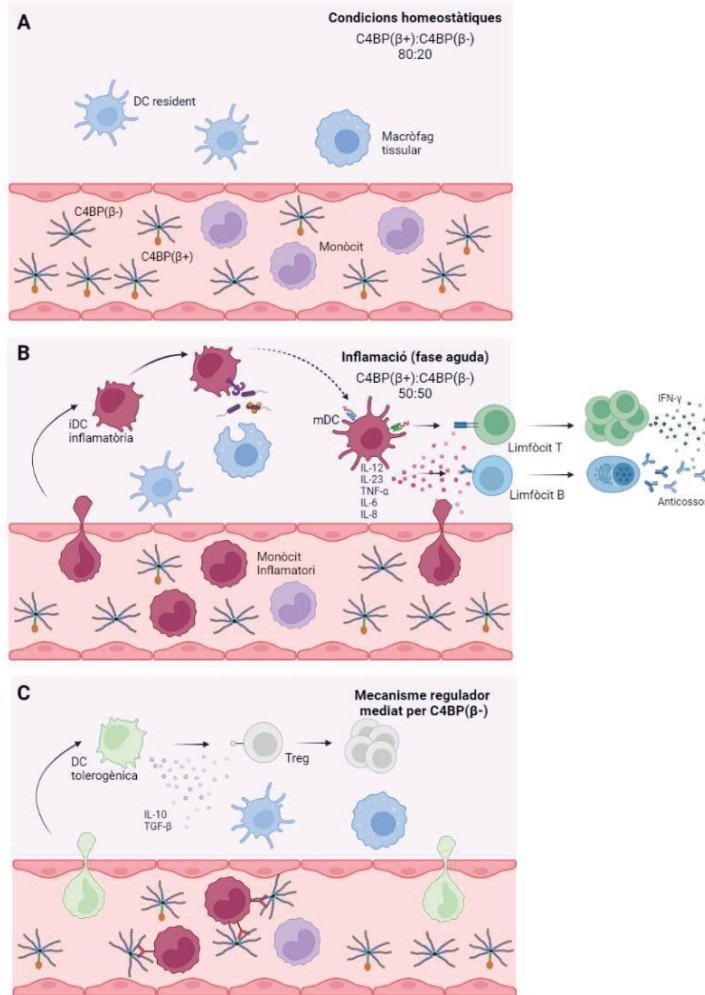 A
Condicions homeostàtiques
C4BP(β+):C4BP(β-)
80:20
DC resident
Macròfag
tissular
C4BP(β-)
C4BP(β+)
Monòcit
B
Inflamació (fase aguda)
C4BP(β+):C4BP(β-)
50:50
iDC
inflamatòria
mDC
IL-12
IL-23
TNF-α
IL-6
IL-8
Limfòcit T
IFN-γ
Limfòcit B
Anticossos
Monòcit
Inflamatori
C
Mecanisme regulador
mediat per C4BP(β-)
DC
tolerogènica
Treg
IL-10
TGF-β